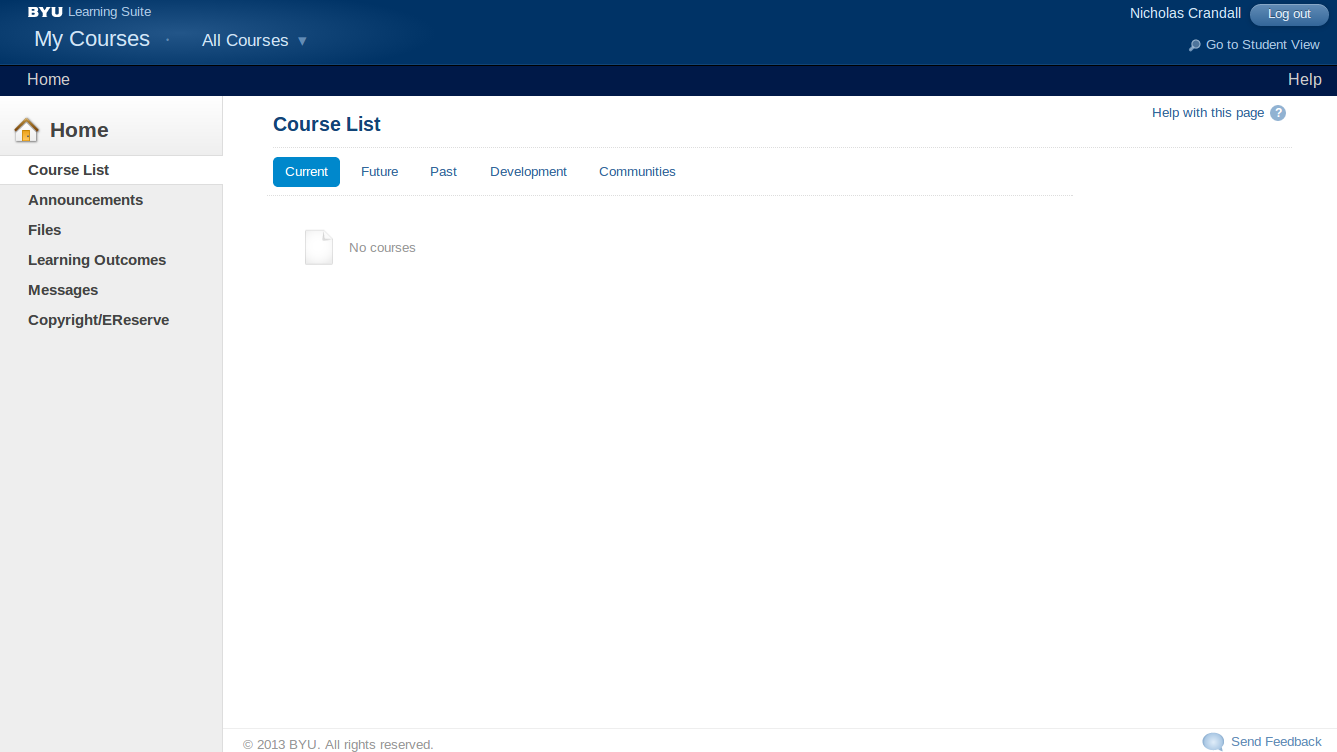 BYU Learning Suite
Nicholas Crandall
Log out
My Courses · All Courses ▼
Go to Student View
Home
Help
Home
Course List
Announcements
Files
Learning Outcomes
Messages
Copyright/EReserve
Course List
Help with this page ?
Current Future Past Development Communities
No courses
© 2013 BYU. All rights reserved.
Send Feedback